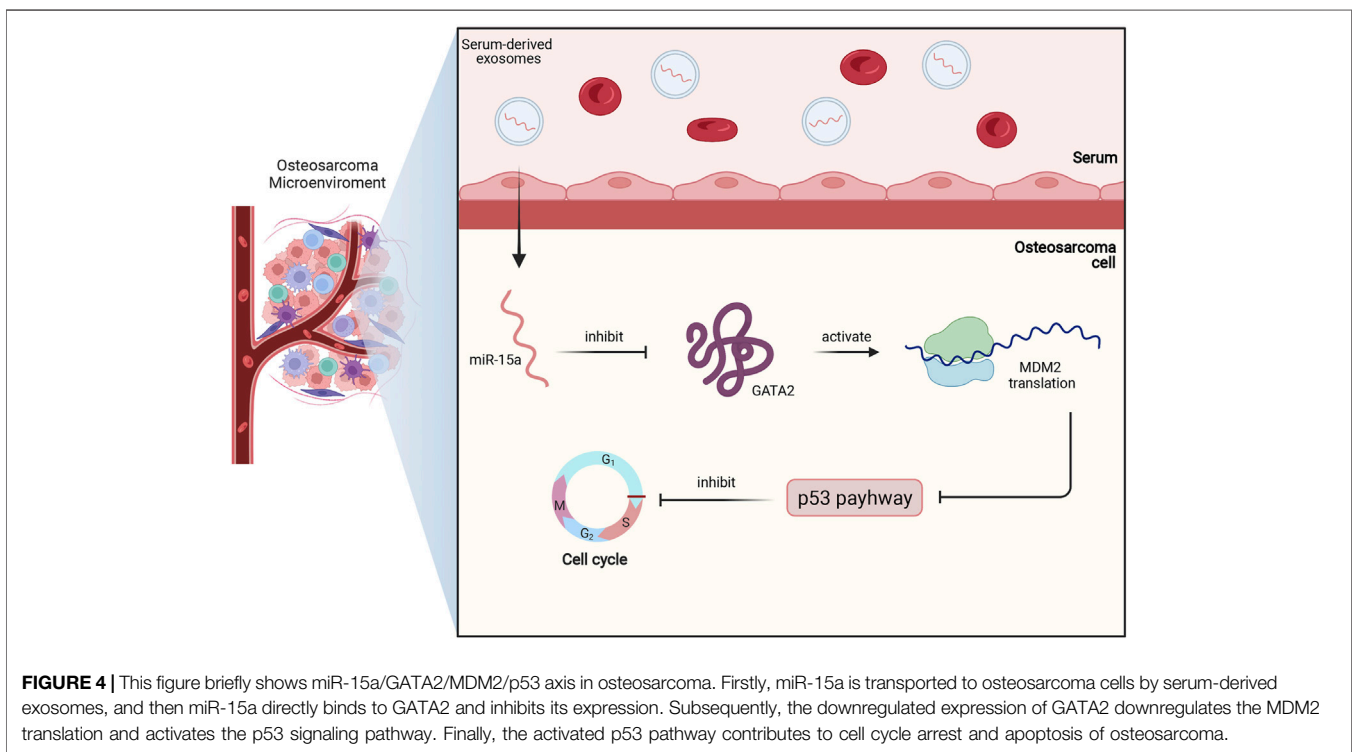 Serum-derived
exosomes
Serum
Osteosarcoma
Microenviroment
Osteosarcoma
cell
miR-15a
inhibit
GATA2
activate
MDM2
translation
G₁
M
G₂
S
Cell cycle
inhibit
p53 payhway
FIGURE 4 | This figure briefly shows miR-15a/GATA2/MDM2/p53 axis in osteosarcoma. Firstly, miR-15a is transported to osteosarcoma cells by serum-derived
exosomes, and then miR-15a directly binds to GATA2 and inhibits its expression. Subsequently, the downregulated expression of GATA2 downregulates the MDM2
translation and activates the p53 signaling pathway. Finally, the activated p53 pathway contributes to cell cycle arrest and apoptosis of osteosarcoma.